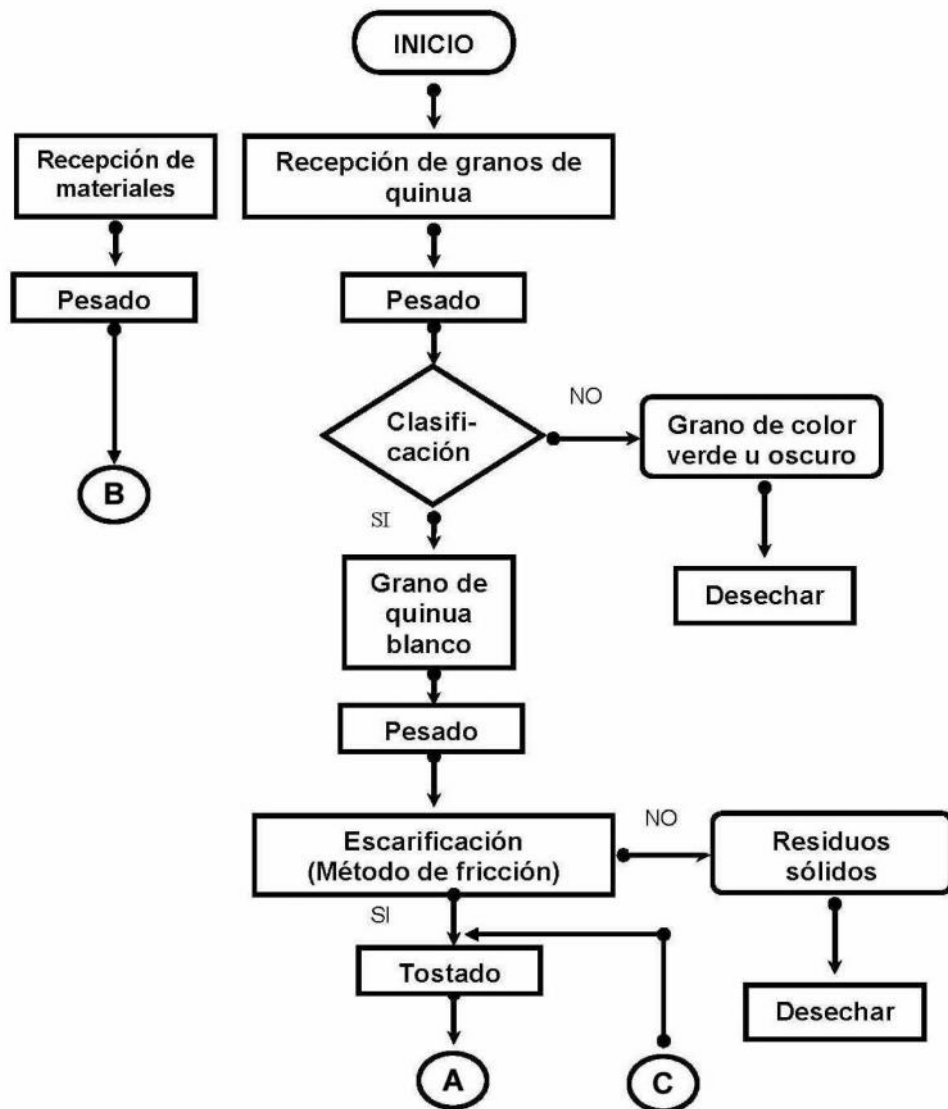 INICIO
Recepción de
materiales
Recepción de granos de
quinua
Pesado
Pesado
Clasifi-
cación
NO
Grano de color
verde u oscuro
B
SI
Desechar
Grano de
quinua
blanco
Pesado
Escarificación
(Método de fricción)
NO
Residuos
sólidos
SI
Tostado
Desechar
A
C